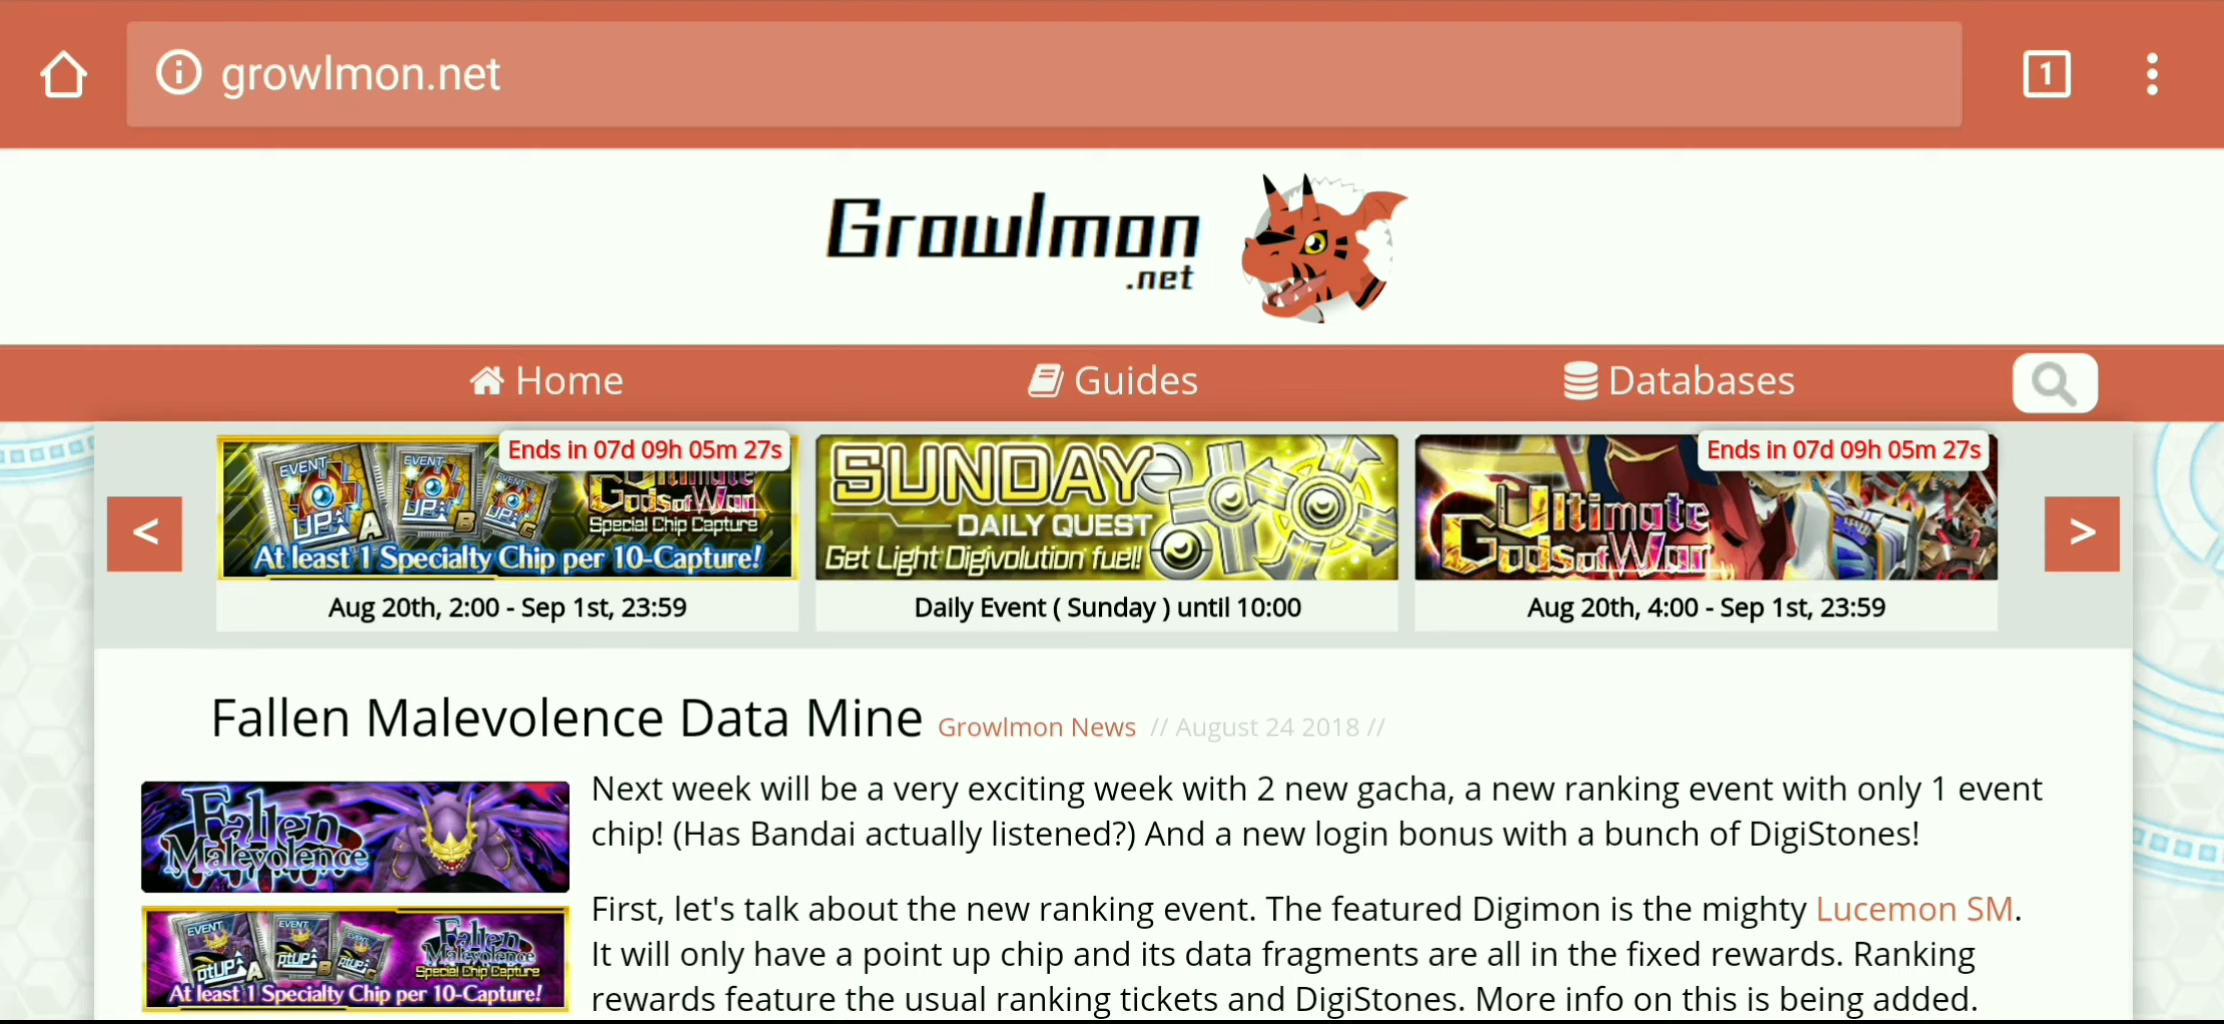 growlmon.net
1
Growlmon
.net
Home
Guides
Databases
Ends in 07d 09h 05m 27s
EVENT
UP
A
EVENT
UP
B
EVENT
UP
C
Ultimate
Gods of War
Special Chip Capture
At least 1 Specialty Chip per 10-Capture!
Aug 20th, 2:00 - Sep 1st, 23:59
SUNDAY
DAILY QUEST
Get Light Digivolution fuel!
Daily Event ( Sunday ) until 10:00
Ends in 07d 09h 05m 27s
Ultimate
Gods of War
Aug 20th, 4:00 - Sep 1st, 23:59
<
>
Fallen Malevolence Data Mine Growlmon News // August 24 2018 //
Fallen
Malevolence
EVENT
ptUP
A
EVENT
ptUP
B
EVENT
ptUP
C
Fallen
Malevolence
Special Chip Capture
At least 1 Specialty Chip per 10-Capture!
Next week will be a very exciting week with 2 new gacha, a new ranking event with only 1 event
chip! (Has Bandai actually listened?) And a new login bonus with a bunch of DigiStones!
First, let's talk about the new ranking event. The featured Digimon is the mighty Lucemon SM.
It will only have a point up chip and its data fragments are all in the fixed rewards. Ranking
rewards feature the usual ranking tickets and DigiStones. More info on this is being added.